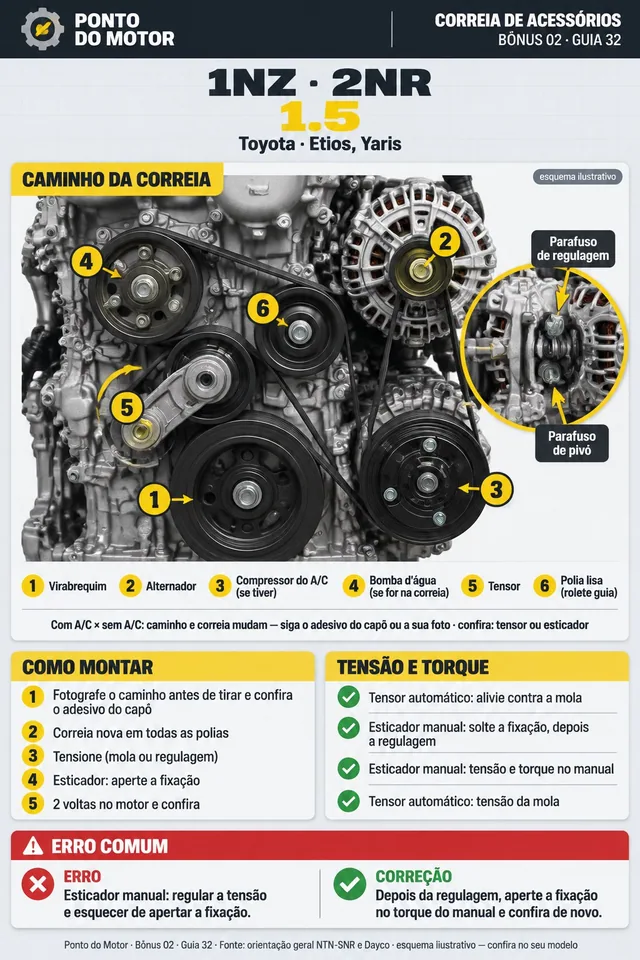 PONTO
DO MOTOR
CORREIA DE ACESSÓRIOS
BÔNUS 02 · GUIA 32
1NZ · 2NR
1.5
Toyota · Etios, Yaris
CAMINHO DA CORREIA
esquema ilustrativo
Parafuso
de regulagem
2
4
6
5
Parafuso
de pivô
1
3
1 Virabrequim
2 Alternador
3 Compressor do A/C
(se tiver)
4 Bomba d'água
(se for na correia)
5 Tensor
6 Polia lisa
(rolete guia)
Com A/C × sem A/C: caminho e correia mudam — siga o adesivo do capô ou a sua foto · confira: tensor ou esticador
COMO MONTAR
1 Fotografe o caminho antes de tirar e confira
o adesivo do capô
2 Correia nova em todas as polias
3 Tensione (mola ou regulagem)
4 Esticador: aperte a fixação
5 2 voltas no motor e confira
TENSÃO E TORQUE
Tensor automático: alivie contra a mola
Esticador manual: solte a fixação, depois
a regulagem
Esticador manual: tensão e torque no manual
Tensor automático: tensão da mola
ERRO COMUM
ERRO
Esticador manual: regular a tensão
e esquecer de apertar a fixação.
CORREÇÃO
Depois da regulagem, aperte a fixação
no torque do manual e confira de novo.
Ponto do Motor · Bônus 02 · Guia 32 · Fonte: orientação geral NTN-SNR e Dayco · esquema ilustrativo — confira no seu modelo